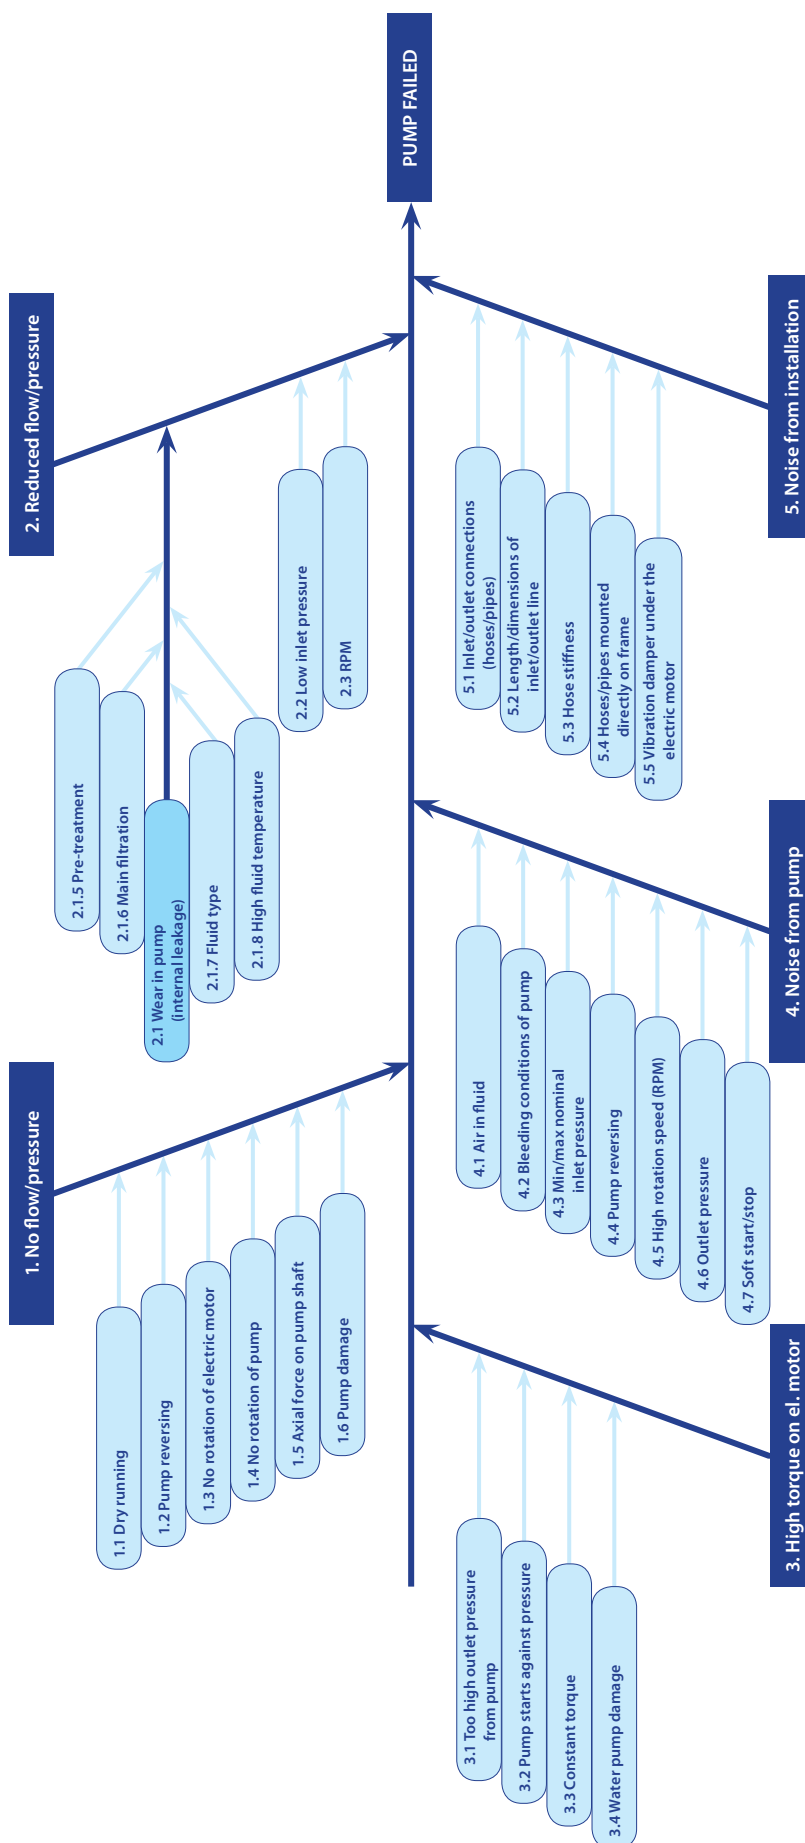 1. No flow/pressure
1.1 Dry running
1.2 Pump reversing
1.3 No rotation of electric motor
1.4 No rotation of pump
1.5 Axial force on pump shaft
1.6 Pump damage
2. Reduced flow/pressure
2.1.5 Pre-treatment
2.1.6 Main filtration
2.1 Wear in pump
(internal leakage)
2.1.7 Fluid type
2.1.8 High fluid temperature
2.2 Low inlet pressure
2.3 RPM
PUMP FAILED
3.1 Too high outlet pressure
from pump
3.2 Pump starts against pressure
3.3 Constant torque
3.4 Water pump damage
3. High torque on el. motor
4.1 Air in fluid
4.2 Bleeding conditions of pump
4.3 Min/max nominal
inlet pressure
4.4 Pump reversing
4.5 High rotation speed (RPM)
4.6 Outlet pressure
4.7 Soft start/stop
4. Noise from pump
5.1 Inlet/outlet connections
(hoses/pipes)
5.2 Length/dimensions of
inlet/outlet line
5.3 Hose stiffness
5.4 Hoses/pipes mounted
directly on frame
5.5 Vibration damper under the
electric motor
5. Noise from installation